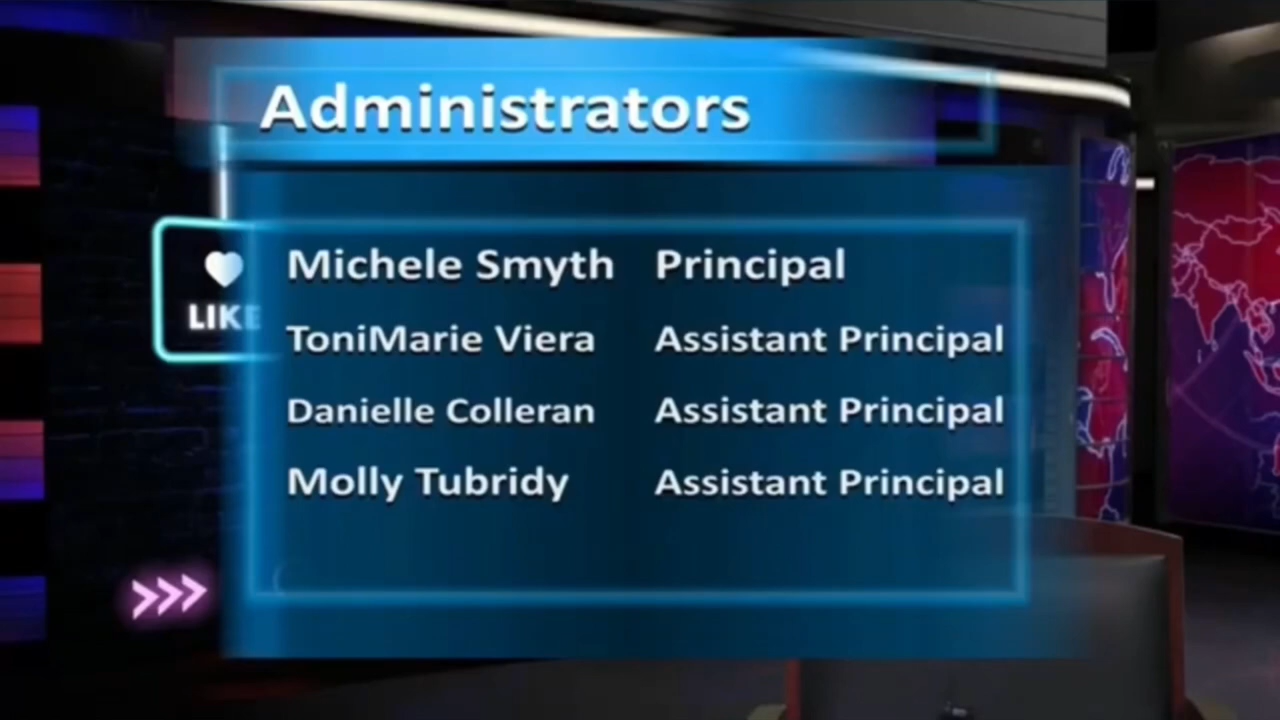 Administrators
LIKE
Michele Smyth Principal
ToniMarie Viera Assistant Principal
Danielle Colleran Assistant Principal
Molly Tubridy Assistant Principal